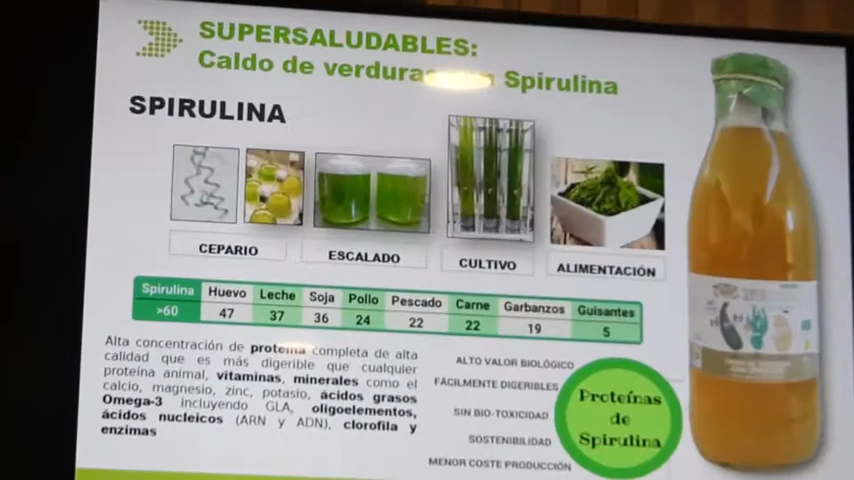 SUPERSALUDABLES:
Caldo de verduras Spirulina
SPIRULINA
CEPARIO
ESCALADO
CULTIVO
ALIMENTACIÓN
Spirulina Huevo Leche Soja Pollo Pescado Carne Garbanzos Guisantes
>60 47 37 36 24 22 22 19 5
Alta concentración de proteína completa de alta
calidad que es más digerible que cualquier
proteína animal, vitaminas, minerales como el
calcio, magnesio, zinc, potasio, ácidos grasos
Omega-3 incluyendo GLA, oligoelementos,
ácidos nucleicos (ARN y ADN), clorofila y
enzimas
ALTO VALOR BIOLÓGICO
FÁCILMENTE DIGERIBLES
SIN BIO-TOXICIDAD
SOSTENIBILIDAD
MENOR COSTE PRODUCCIÓN
Proteínas
de
Spirulina